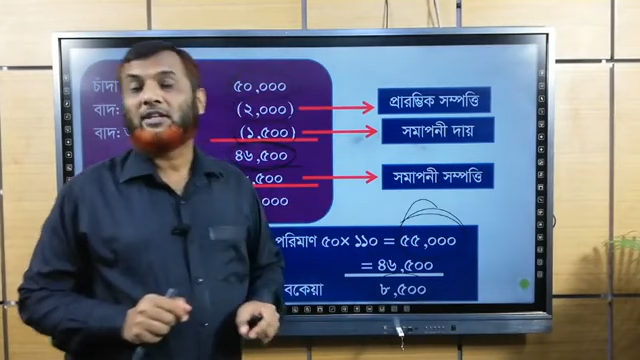 চাঁদা ৫০,০০০
বাদ: (২,০০০) প্রারম্ভিক সম্পত্তি
বাদ: (১,৫০০) সমাপনী দায়
৪৬,৫০০
,৫০০ সমাপনী সম্পত্তি
,০০০
পরিমাণ ৫০× ১১০ = ৫৫,০০০
= ৪৬,৫০০
বকেয়া ৮,৫০০